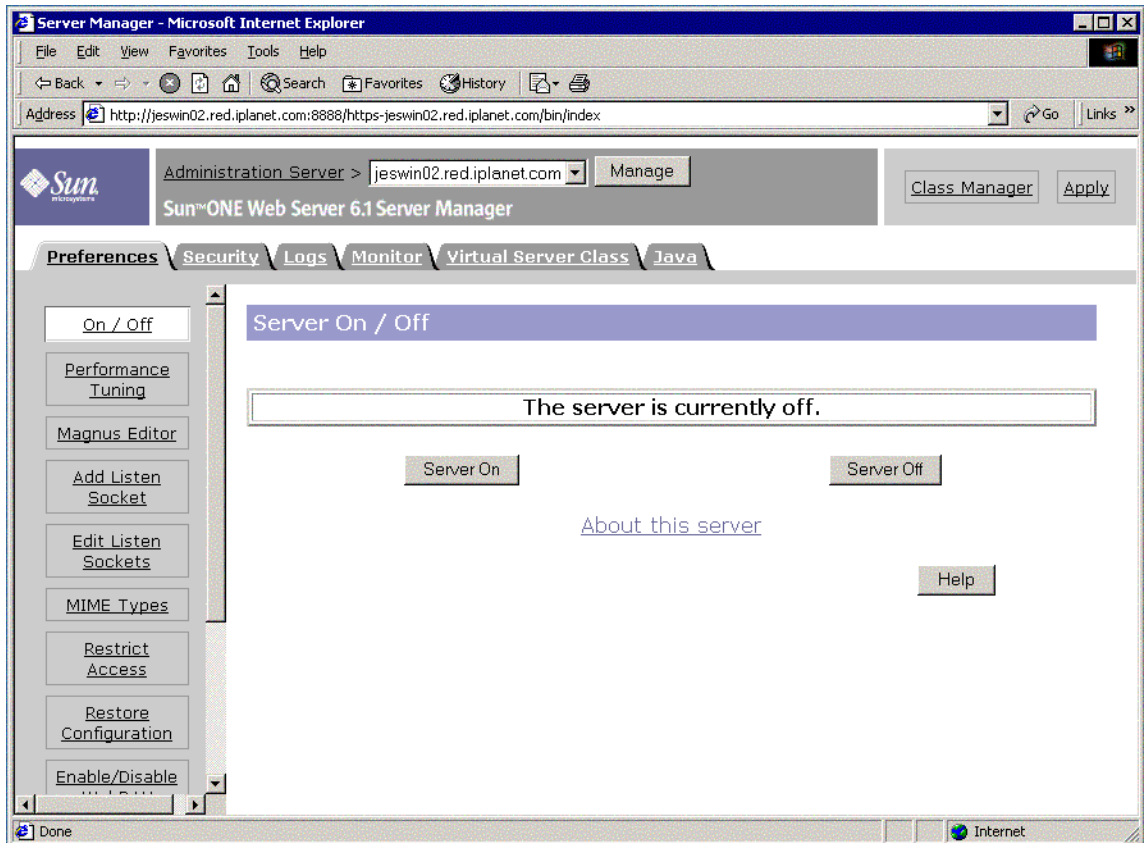 Server Manager - Microsoft Internet Explorer
File Edit View Favorites Tools Help
Back Search Favorites History
Address http://jeswin02.red.iplanet.com:8888/https-jeswin02.red.iplanet.com/bin/index Go Links »
Sun
microsystems
Administration Server > jeswin02.red.iplanet.com Manage
Sun™ONE Web Server 6.1 Server Manager
Class Manager Apply
Preferences Security Logs Monitor Virtual Server Class Java
On / Off
Performance
Tuning
Magnus Editor
Add Listen
Socket
Edit Listen
Sockets
MIME Types
Restrict
Access
Restore
Configuration
Enable/Disable
Server On / Off
The server is currently off.
Server On Server Off
About this server
Help
Done Internet